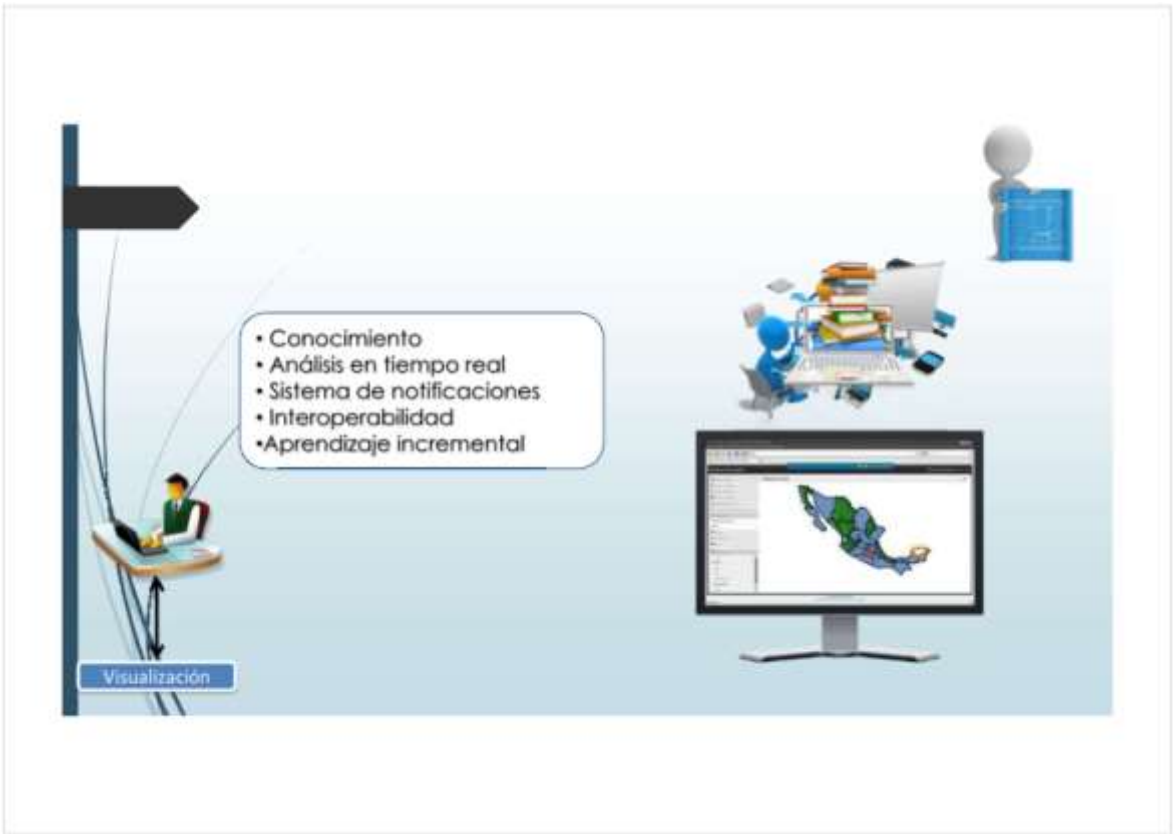 • Conocimiento
• Análisis en tiempo real
• Sistema de notificaciones
• Interoperabilidad
•Aprendizaje incremental
Visualización